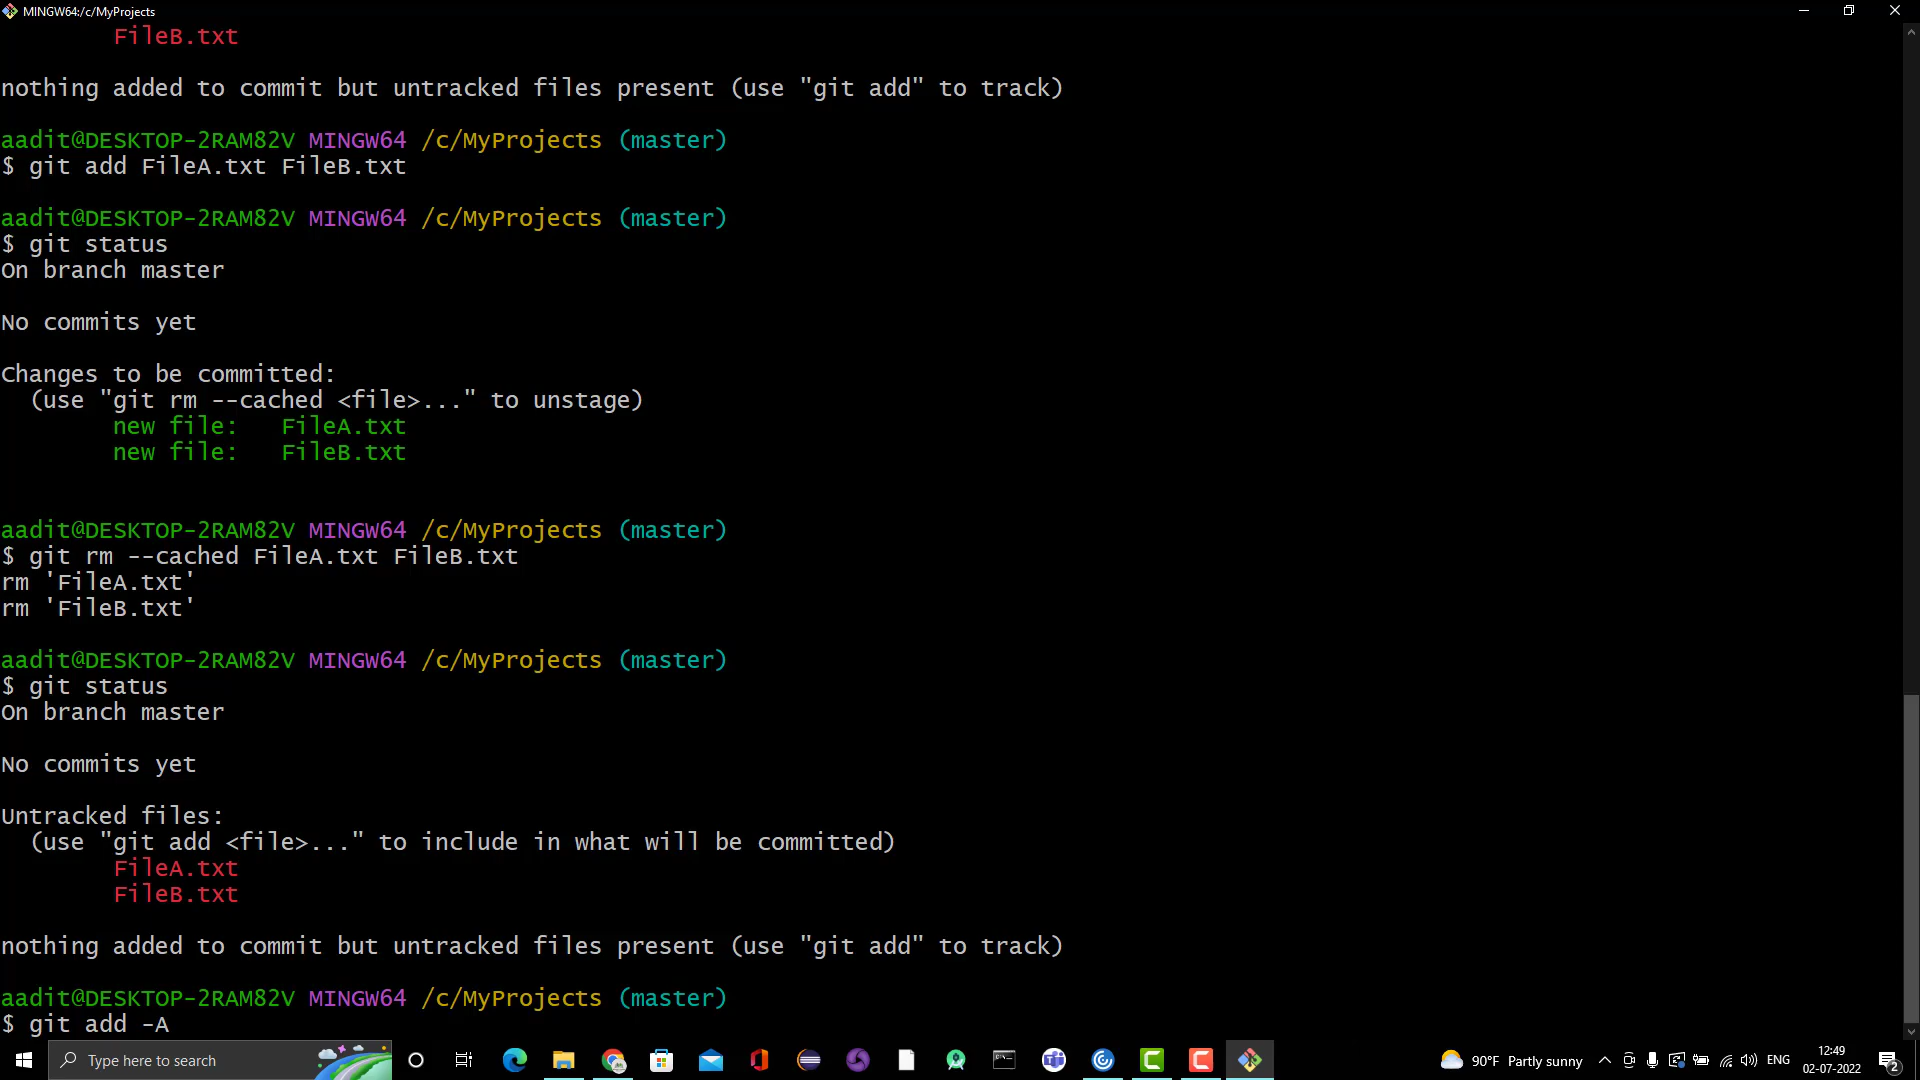 MINGW64:/c/MyProjects
FileB.txt
nothing added to commit but untracked files present (use "git add" to track)
aadit@DESKTOP-2RAM82V MINGW64 /c/MyProjects (master)
$ git add FileA.txt FileB.txt
aadit@DESKTOP-2RAM82V MINGW64 /c/MyProjects (master)
$ git status
On branch master
No commits yet
Changes to be committed:
(use "git rm --cached <file>..." to unstage)
new file:   FileA.txt
new file:   FileB.txt
aadit@DESKTOP-2RAM82V MINGW64 /c/MyProjects (master)
$ git rm --cached FileA.txt FileB.txt
rm 'FileA.txt'
rm 'FileB.txt'
aadit@DESKTOP-2RAM82V MINGW64 /c/MyProjects (master)
$ git status
On branch master
No commits yet
Untracked files:
(use "git add <file>..." to include in what will be committed)
FileA.txt
FileB.txt
nothing added to commit but untracked files present (use "git add" to track)
aadit@DESKTOP-2RAM82V MINGW64 /c/MyProjects (master)
$ git add -A
Type here to search
90°F Partly sunny
ENG
12:49
02-07-2022
2